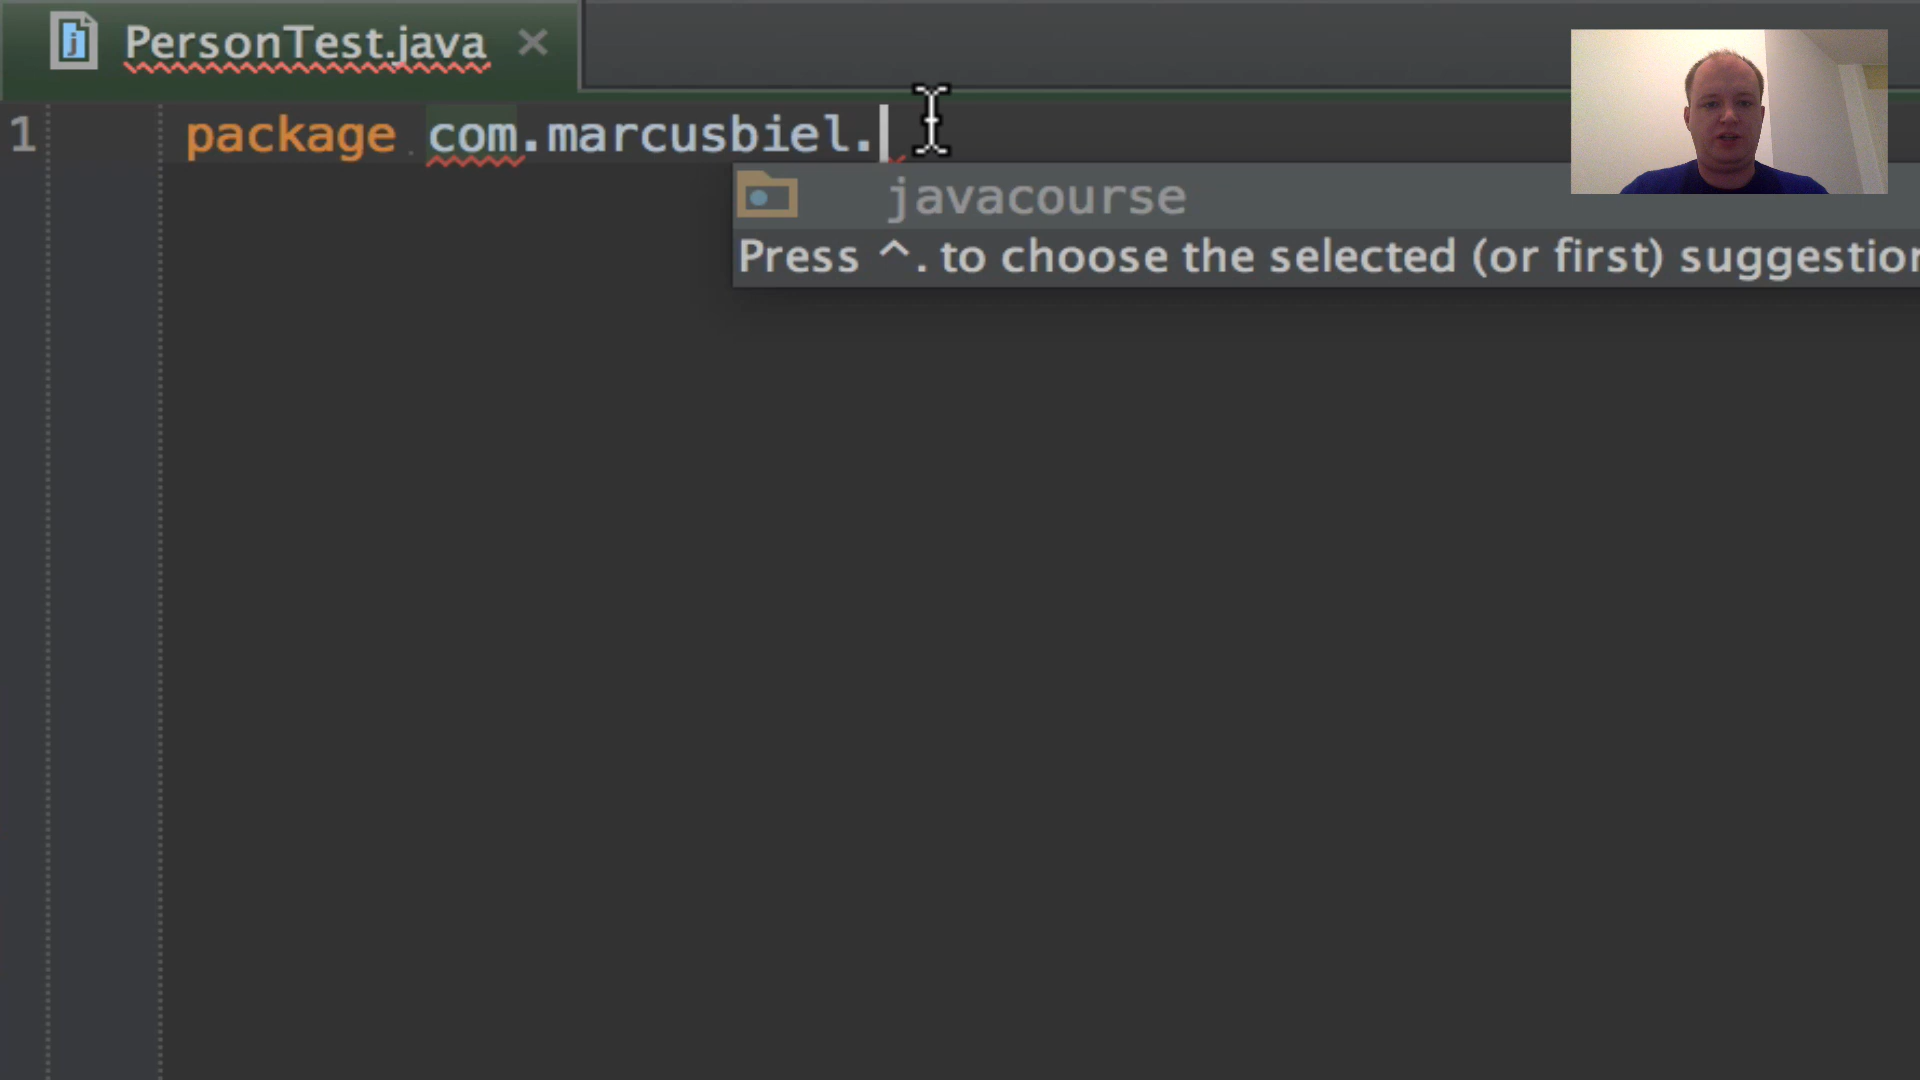 PersonTest.java
1 package com.marcusbiel.
javacourse
Press ^. to choose the selected (or first) suggestion